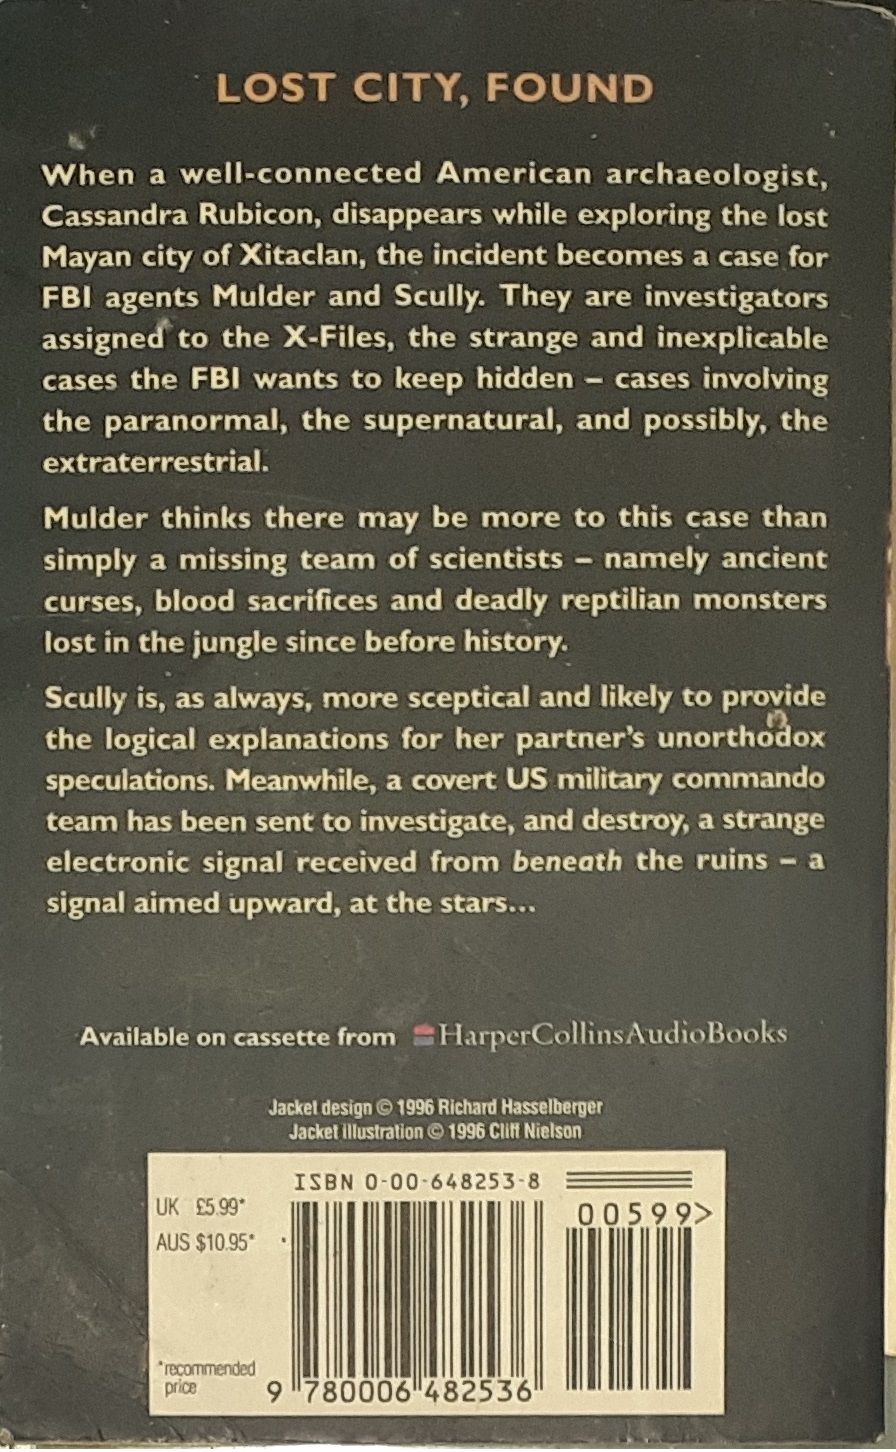 LOST CITY, FOUND
When a well-connected American archaeologist,
Cassandra Rubicon, disappears while exploring the lost
Mayan city of Xitaclan, the incident becomes a case for
FBI agents Mulder and Scully. They are investigators
assigned to the X-Files, the strange and inexplicable
cases the FBI wants to keep hidden – cases involving
the paranormal, the supernatural, and possibly, the
extraterrestrial.
Mulder thinks there may be more to this case than
simply a missing team of scientists – namely ancient
curses, blood sacrifices and deadly reptilian monsters
lost in the jungle since before history.
Scully is, as always, more sceptical and likely to provide
the logical explanations for her partner's unorthodox
speculations. Meanwhile, a covert US military commando
team has been sent to investigate, and destroy, a strange
electronic signal received from beneath the ruins – a
signal aimed upward, at the stars...
Available on cassette from HarperCollinsAudioBooks
Jacket design © 1996 Richard Hasselberger
Jacket illustration © 1996 Cliff Nielson
ISBN 0-00-648253-8
UK £5.99*
AUS $10.95*
00599>
*recommended
price
9 780006 482536